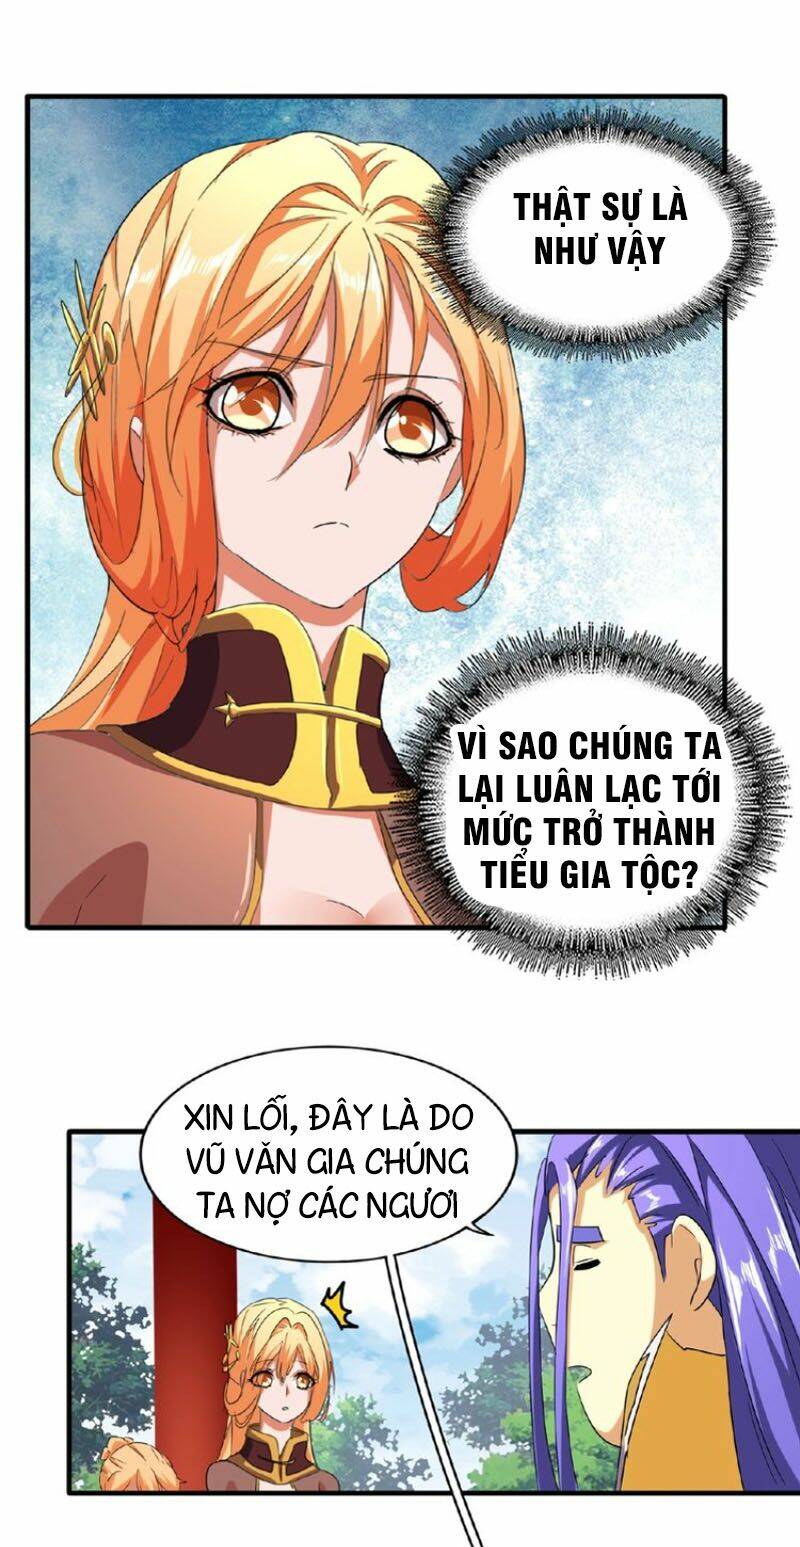 THẬT SỰ LÀ
NHƯ VẬY
VÌ SAO CHÚNG TA
LẠI LUÂN LẠC TỚI
MỨC TRỞ THÀNH
TIỂU GIA TỘC?
XIN LỖI, ĐÂY LÀ DO
VŨ VĂN GIA CHÚNG
TA NỢ CÁC NGƯƠI